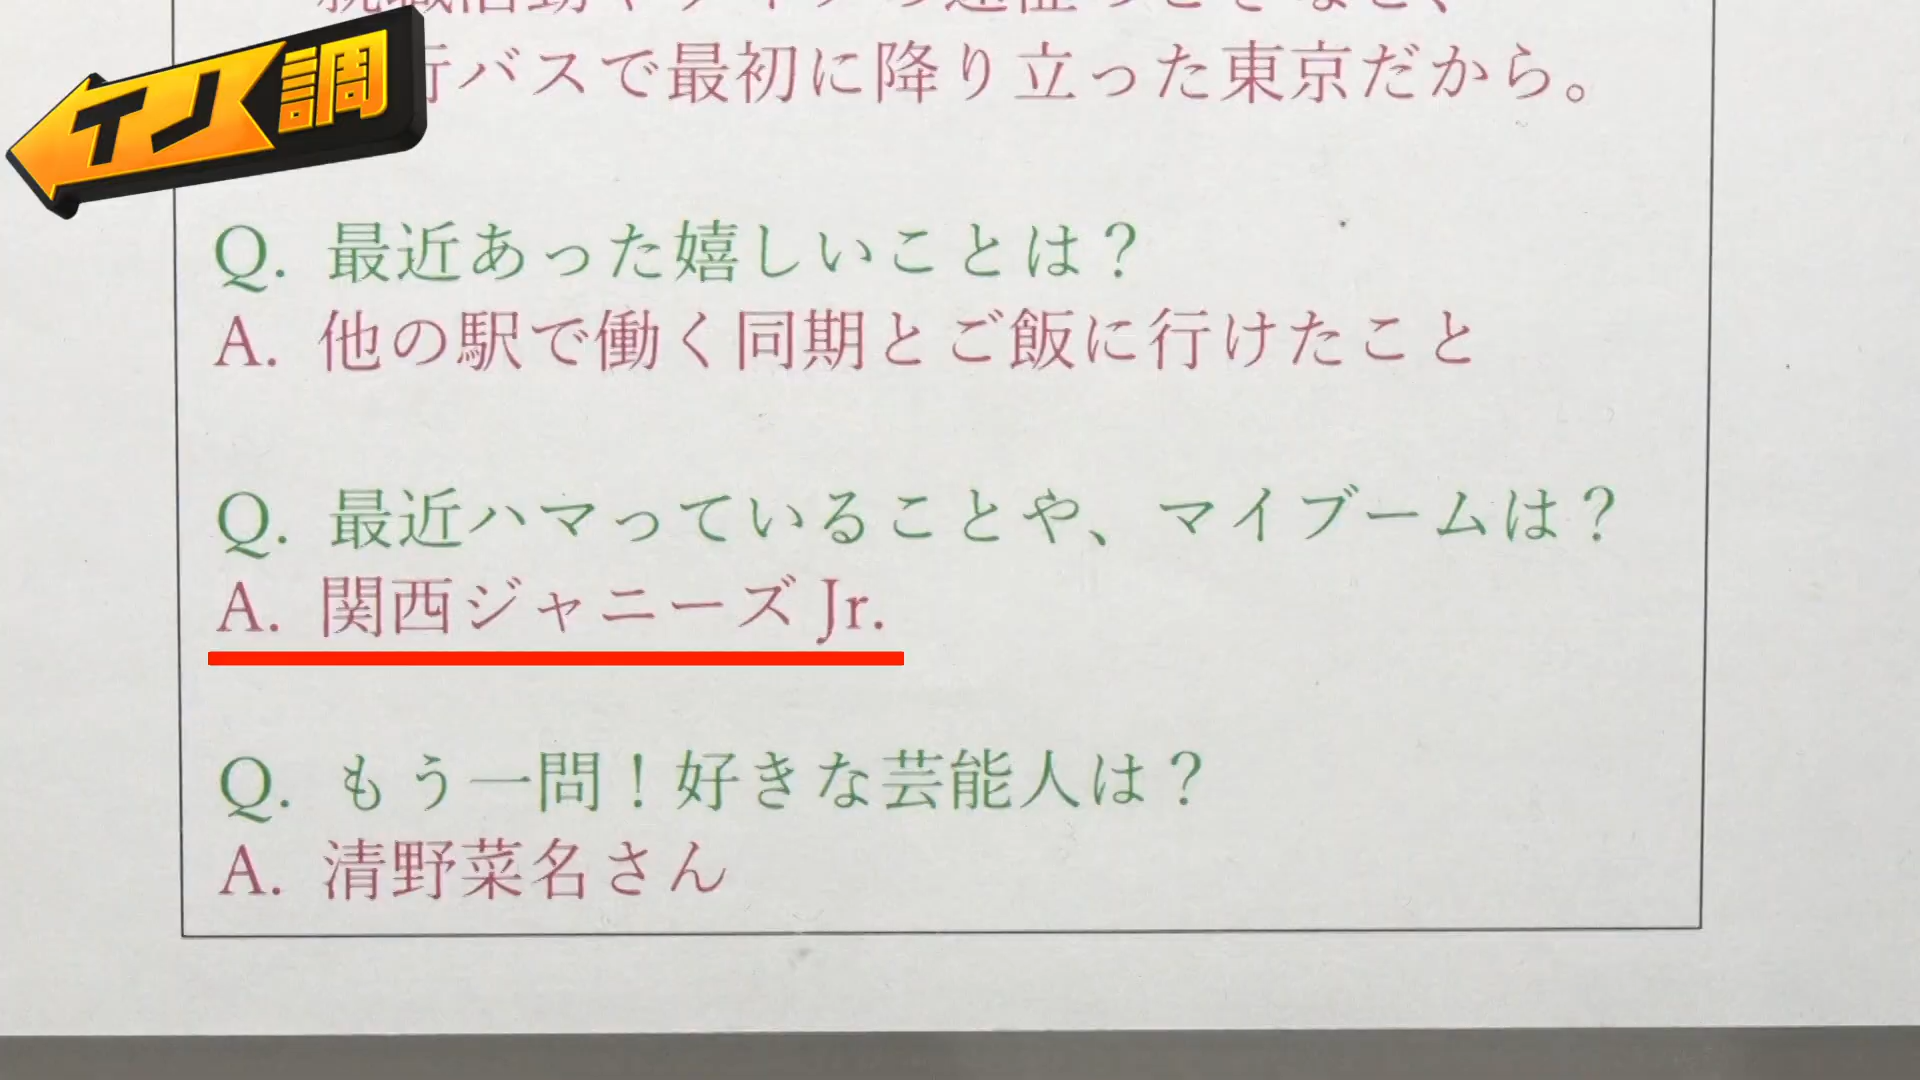 イノ調
行バスで最初に降り立った東京だから。
Q. 最近あった嬉しいことは？
A. 他の駅で働く同期とご飯に行けたこと
Q. 最近ハマっていることや、マイブームは？
A. 関西ジャニーズ Jr.
Q. もう一問！好きな芸能人は？
A. 清野菜名さん